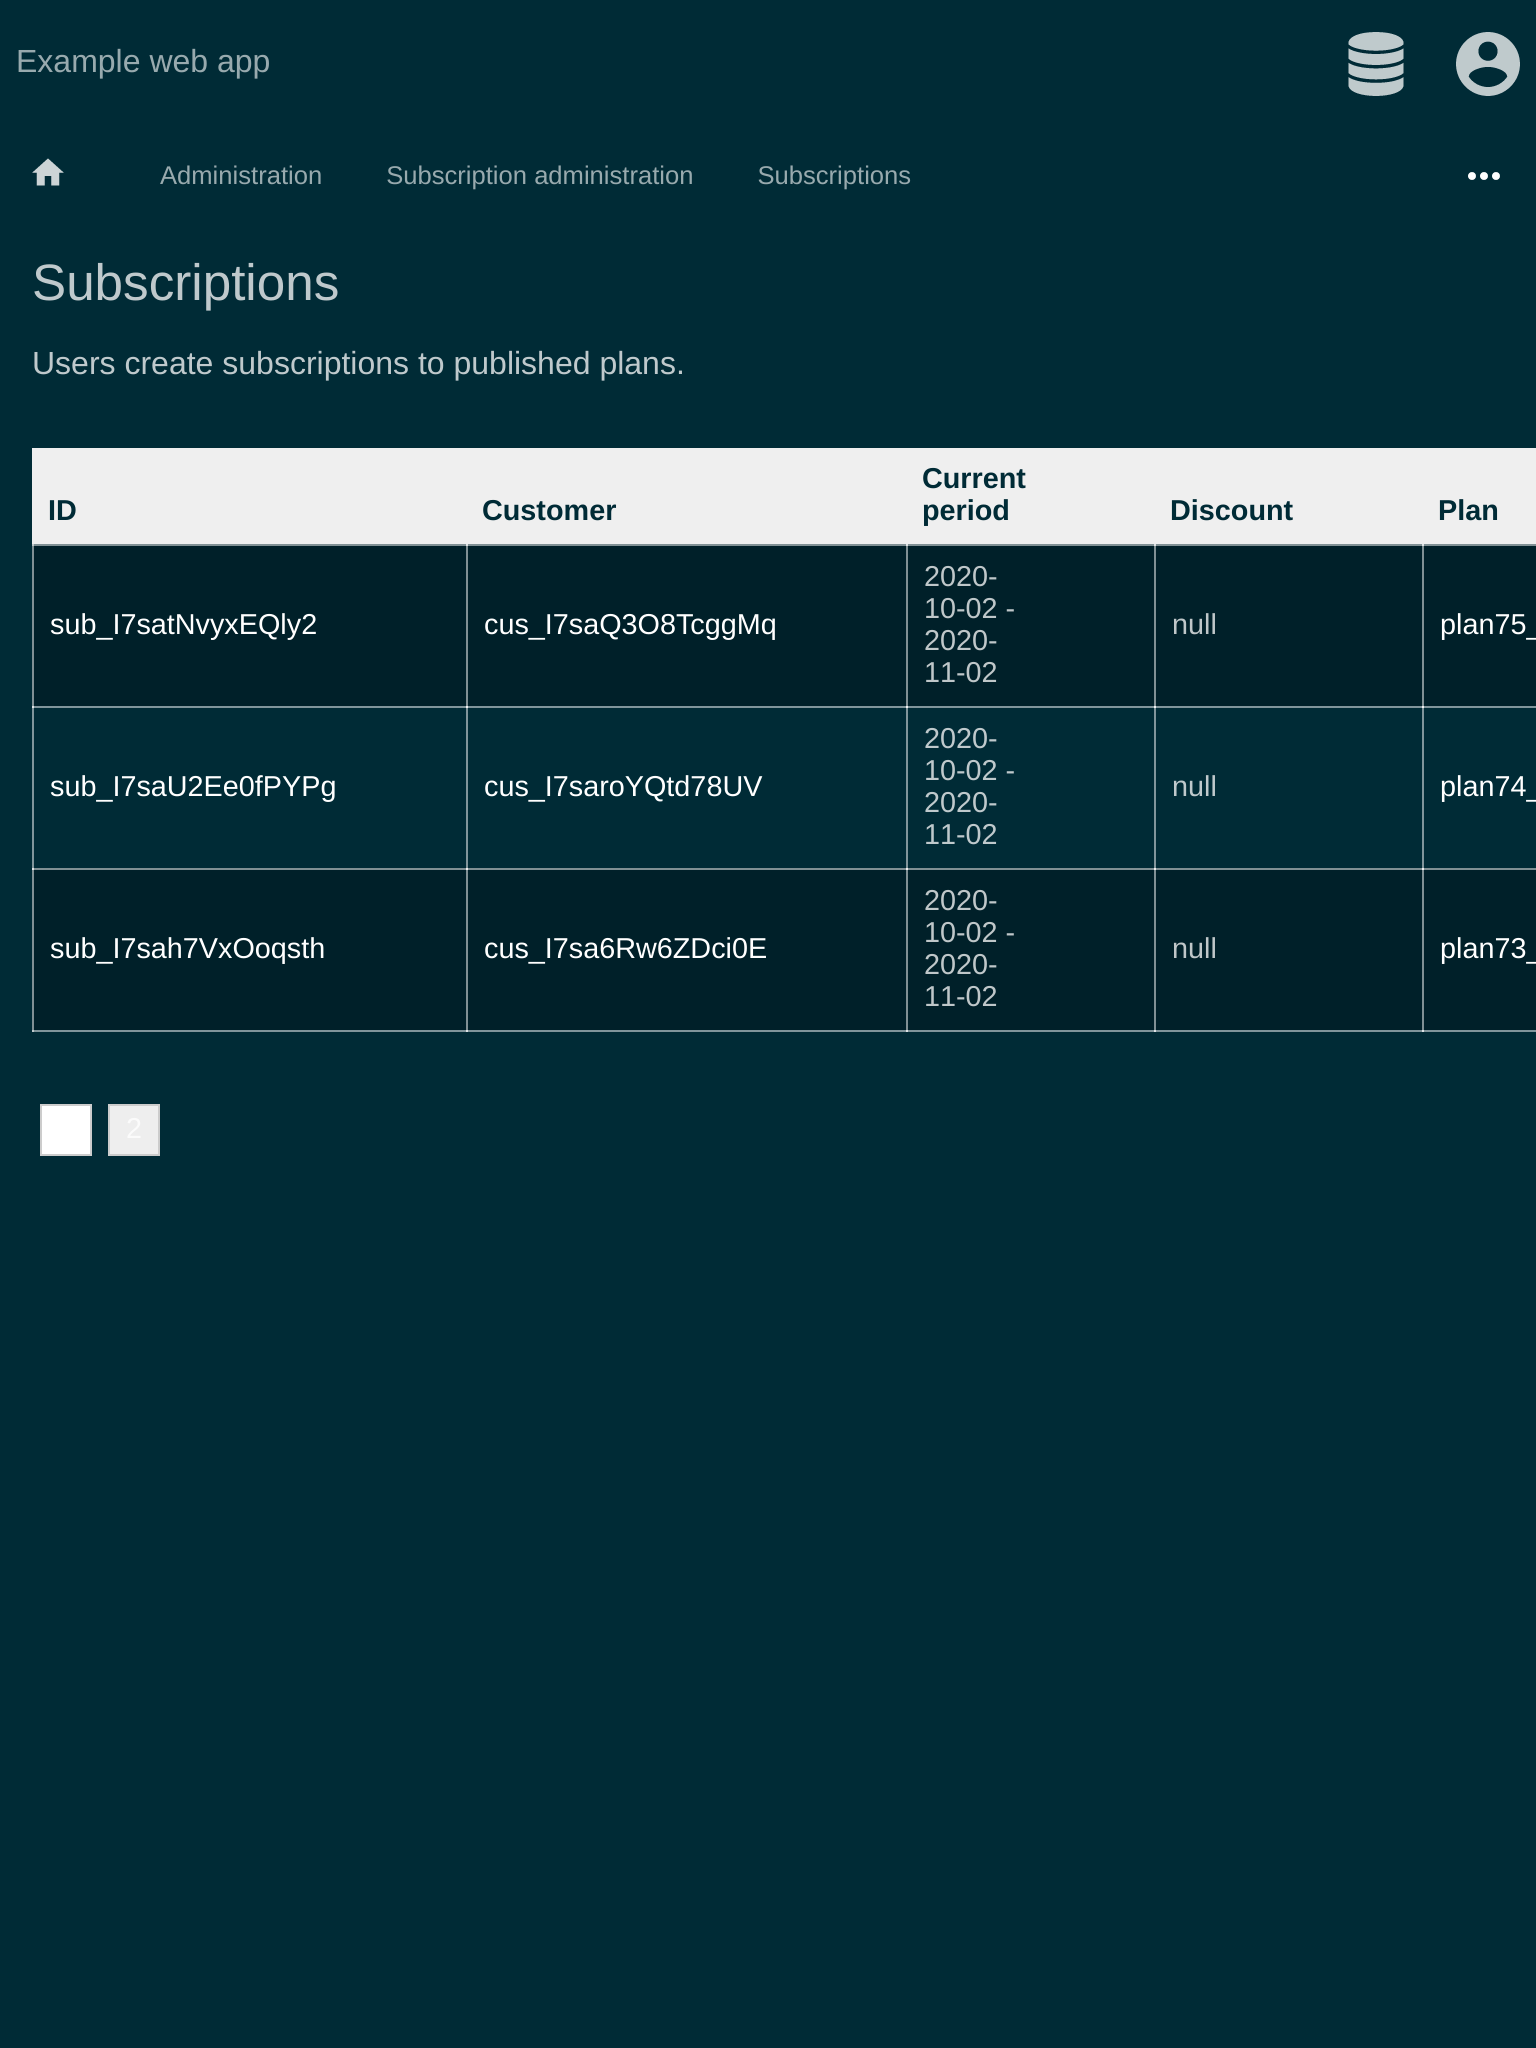 Example web app
Administration Subscription administration Subscriptions
Subscriptions
Users create subscriptions to published plans.
ID Customer Current period Discount Plan
sub_I7satNvyxEQly2 cus_I7saQ3O8TcggMq 2020-10-02 - 2020-11-02 null plan75_
sub_I7saU2Ee0fPYPg cus_I7saroYQtd78UV 2020-10-02 - 2020-11-02 null plan74_
sub_I7sah7VxOoqsth cus_I7sa6Rw6ZDci0E 2020-10-02 - 2020-11-02 null plan73_
2